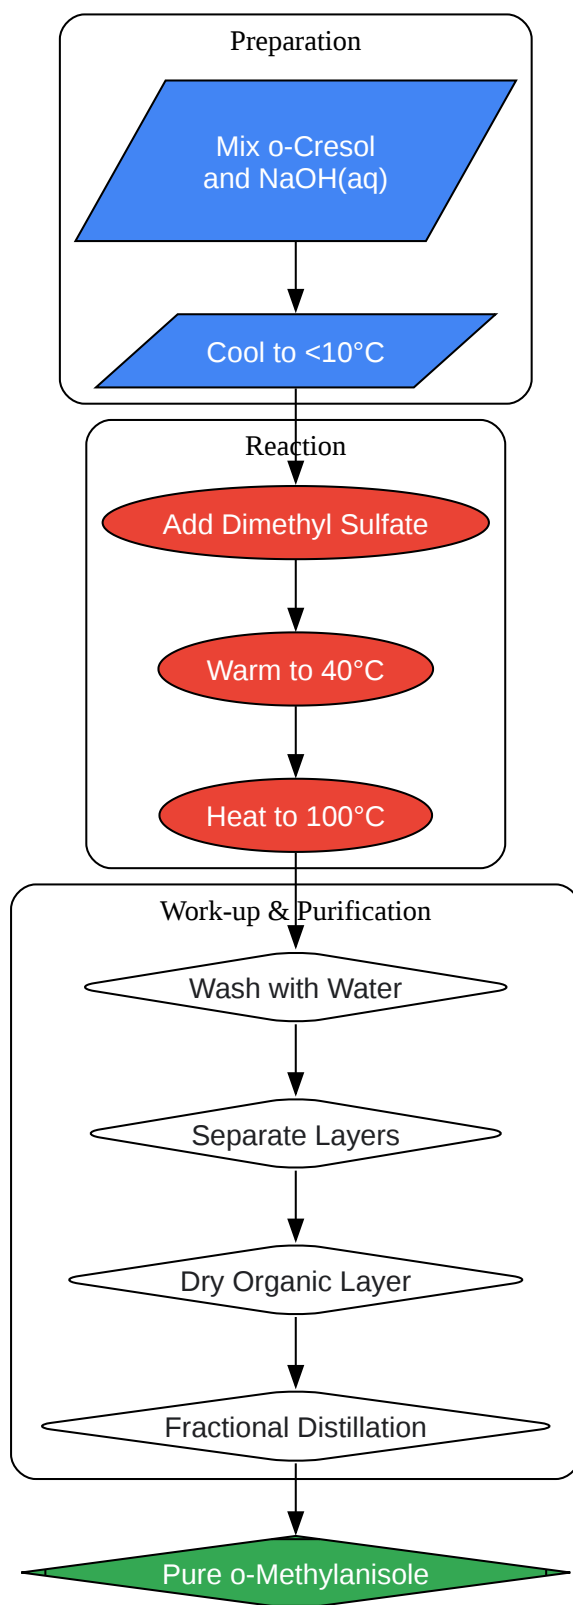 Preparation
Mix o-Cresol
and NaOH(aq)
Cool to <10°C
Reaction
Add Dimethyl Sulfate
Warm to 40°C
Heat to 100°C
Work-up & Purification
Wash with Water
Separate Layers
Dry Organic Layer
Fractional Distillation
Pure o-Methylanisole